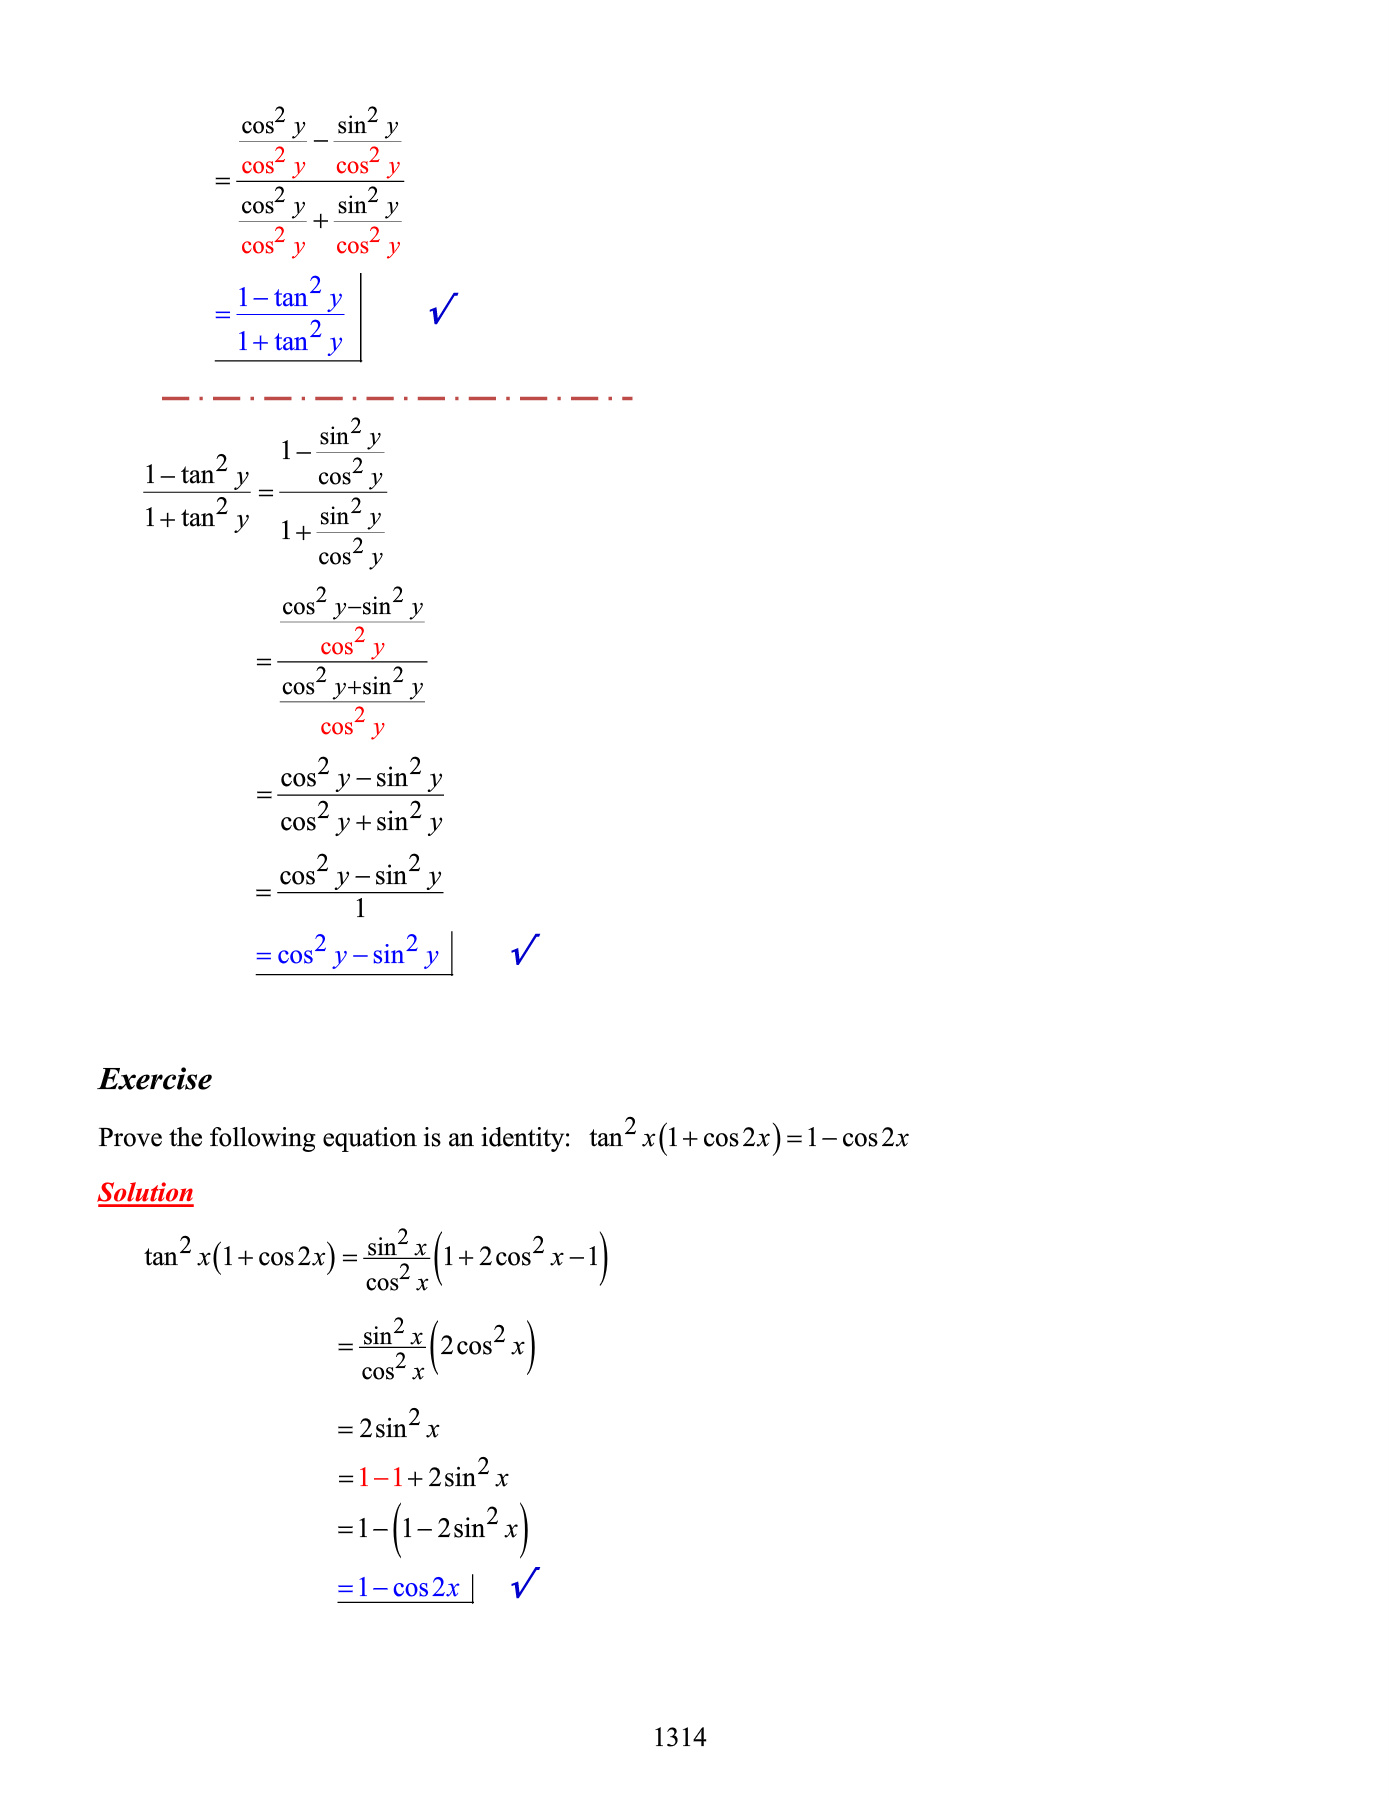 = \frac{\frac{\cos^2 y}{\cos^2 y} - \frac{\sin^2 y}{\cos^2 y}}{\frac{\cos^2 y}{\cos^2 y} + \frac{\sin^2 y}{\cos^2 y}}
= \frac{1 - \tan^2 y}{1 + \tan^2 y} √
\frac{1 - \tan^2 y}{1 + \tan^2 y} = \frac{1 - \frac{\sin^2 y}{\cos^2 y}}{1 + \frac{\sin^2 y}{\cos^2 y}}
= \frac{\frac{\cos^2 y - \sin^2 y}{\cos^2 y}}{\frac{\cos^2 y + \sin^2 y}{\cos^2 y}}
= \frac{\cos^2 y - \sin^2 y}{\cos^2 y + \sin^2 y}
= \frac{\cos^2 y - \sin^2 y}{1}
= \cos^2 y - \sin^2 y √
Exercise
Prove the following equation is an identity: \tan^2 x(1 + \cos 2x) = 1 - \cos 2x
Solution
\tan^2 x(1 + \cos 2x) = \frac{\sin^2 x}{\cos^2 x}(1 + 2\cos^2 x - 1)
= \frac{\sin^2 x}{\cos^2 x}(2\cos^2 x)
= 2\sin^2 x
= 1 - 1 + 2\sin^2 x
= 1 - (1 - 2\sin^2 x)
= 1 - \cos 2x √
1314